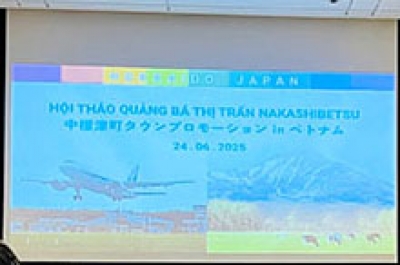 JAPAN
HỘI THẢO QUẢNG BÁ THỊ TRẤN NAKASHIBETSU
中標津町タウンプロモーション in ベトナム
24.06.2025